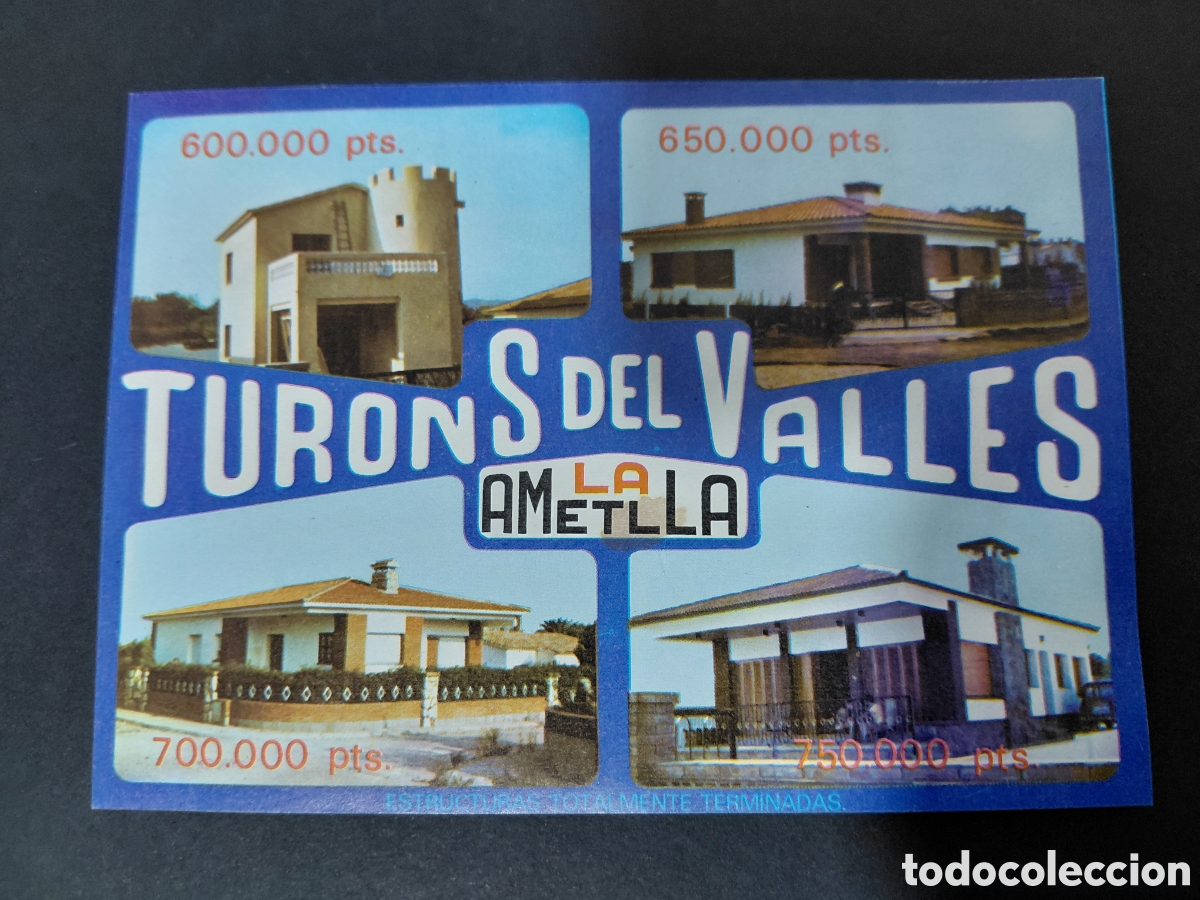 600.000 pts.
650.000 pts.
TURONS DEL VALLES
LA
AMETLLA
700.000 pts.
750.000 pts.
ESTRUCTURAS TOTALMENTE TERMINADAS.
todocoleccion